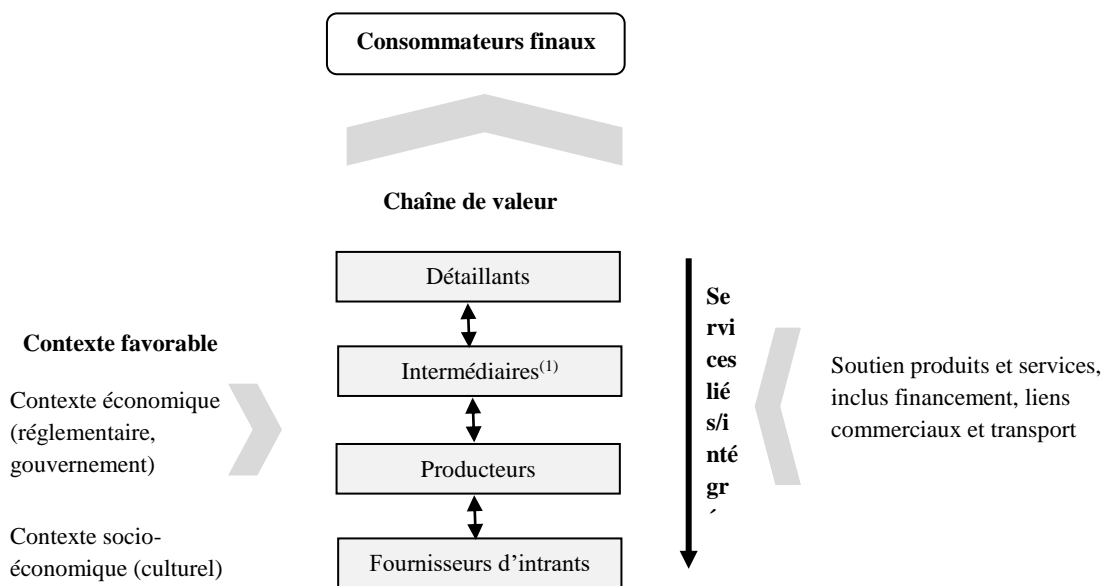 Consommateurs finaux
Chaîne de valeur
Détaillants
Intermédiaires(1)
Producteurs
Fournisseurs d’intrants
Contexte favorable
Contexte économique
(réglementaire,
gouvernement)
Contexte socio-
économique (culturel)
Se
rvi
ces
lié
s/i
nté
gr
Soutien produits et services,
inclus financement, liens
commerciaux et transport